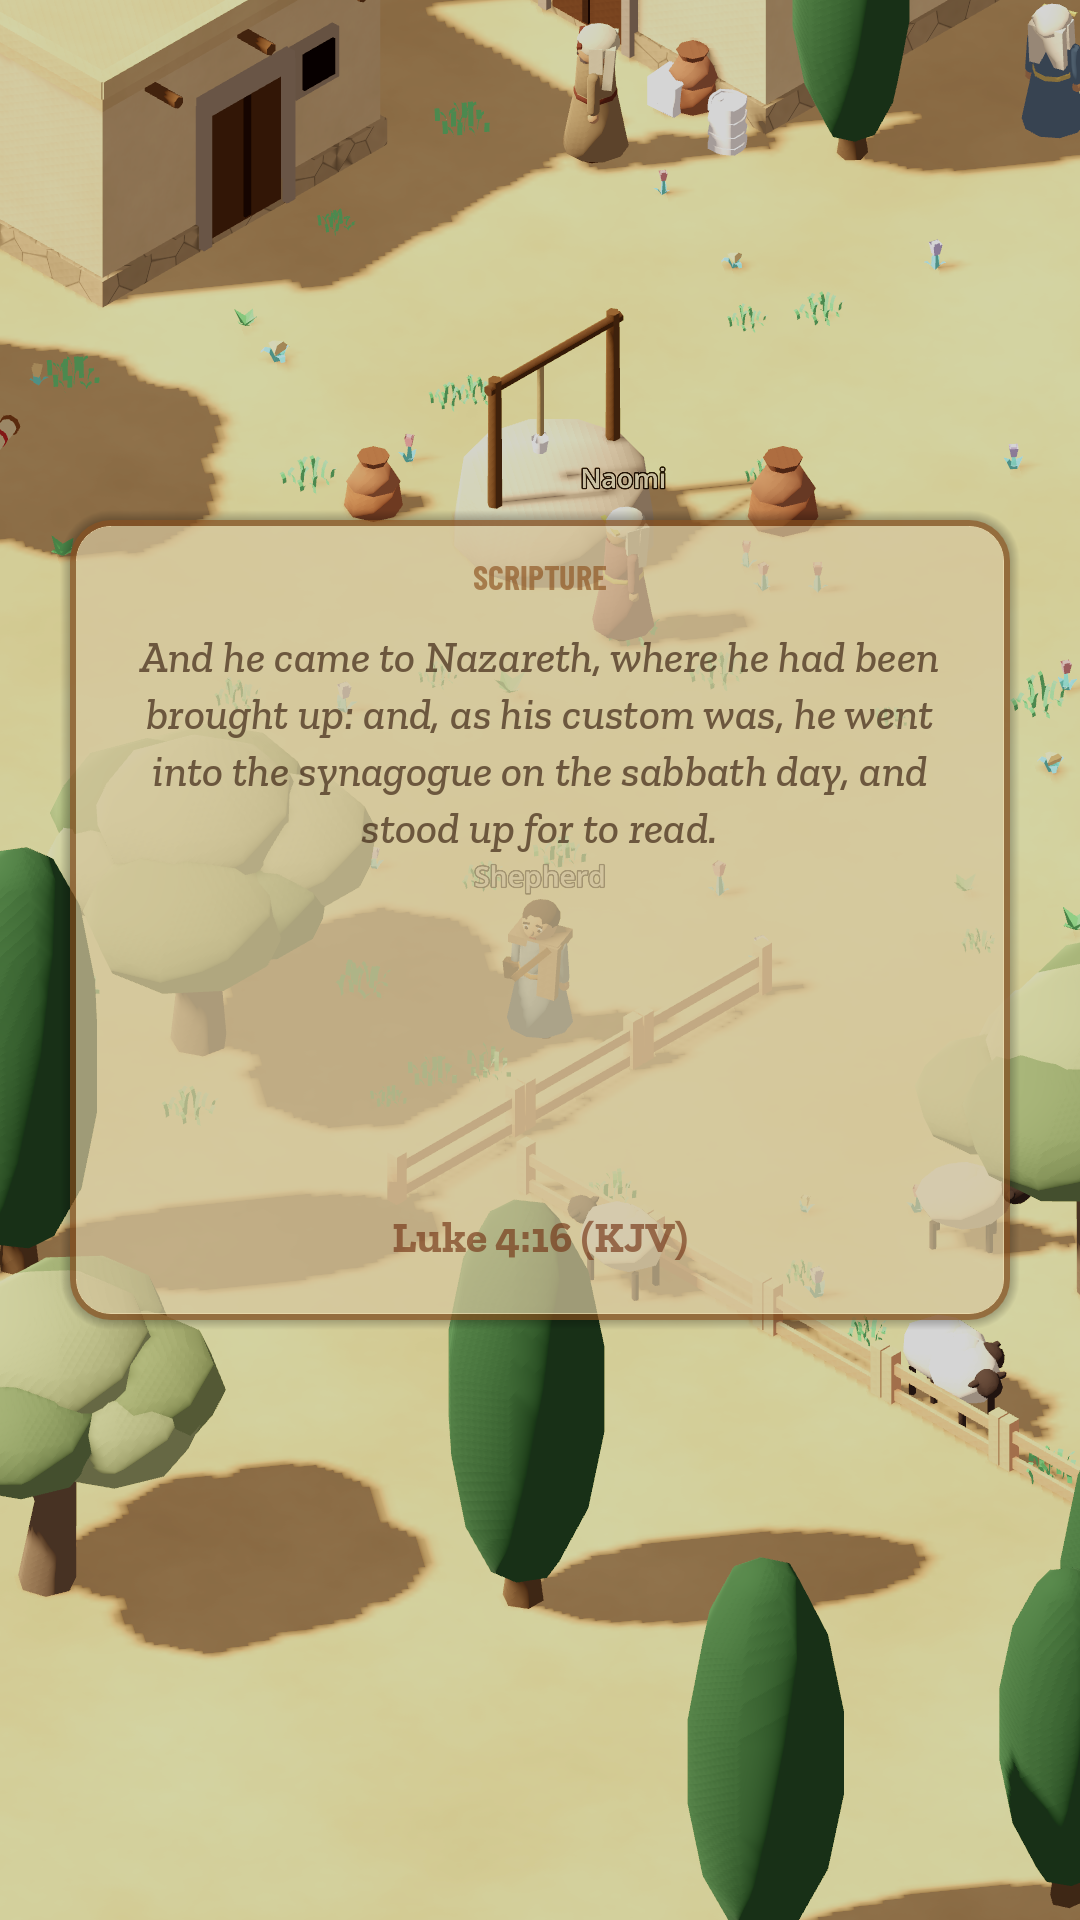 Naomi
SCRIPTURE
And he came to Nazareth, where he had been
brought up: and, as his custom was, he went
into the synagogue on the sabbath day, and
stood up for to read.
Shepherd
Luke 4:16 (KJV)